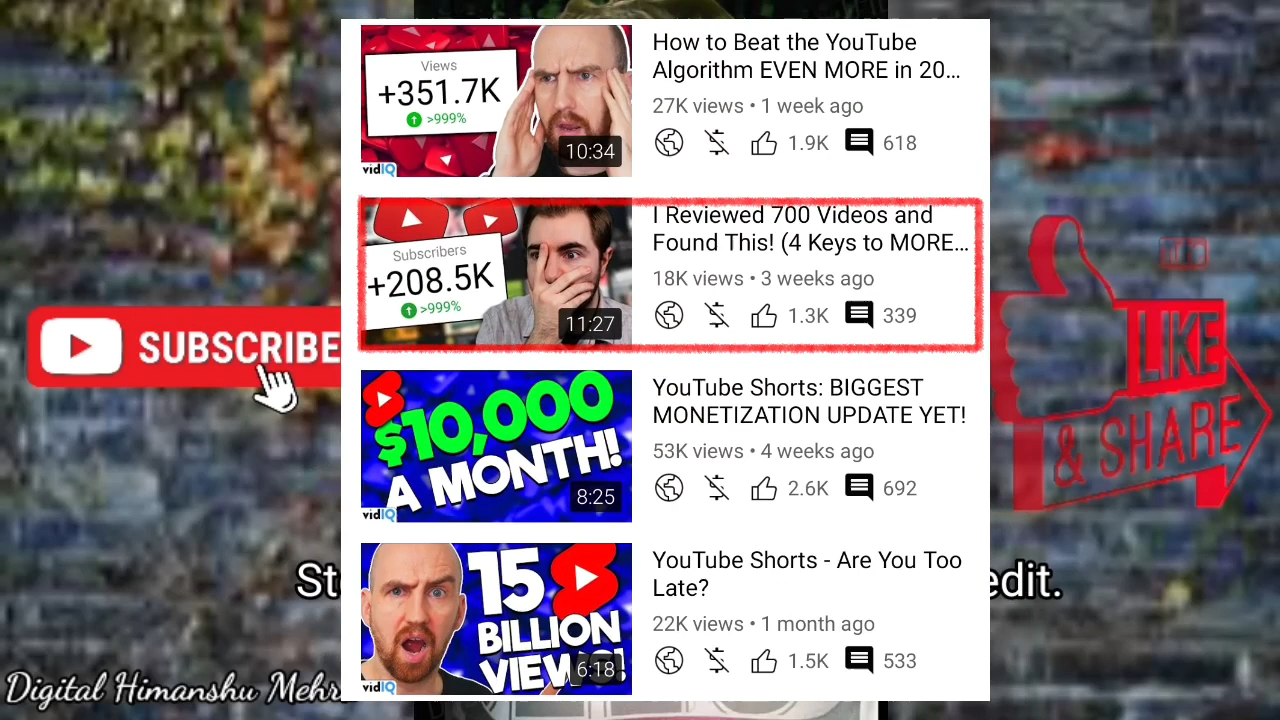 Views
+351.7K
>999%
10:34
vidIQ
How to Beat the YouTube
Algorithm EVEN MORE in 20...
27K views • 1 week ago
1.9K 618
Subscribers
+208.5K
>999%
11:27
I Reviewed 700 Videos and
Found This! (4 Keys to MORE...
18K views • 3 weeks ago
1.3K 339
SUBSCRIBE
LIKE
& SHARE
$10,000
A MONTH!
8:25
vidIQ
YouTube Shorts: BIGGEST
MONETIZATION UPDATE YET!
53K views • 4 weeks ago
2.6K 692
15
BILLION
VIEWS!
6:18
vidIQ
YouTube Shorts - Are You Too
Late?
22K views • 1 month ago
1.5K 533
edit.
Digital Himanshu